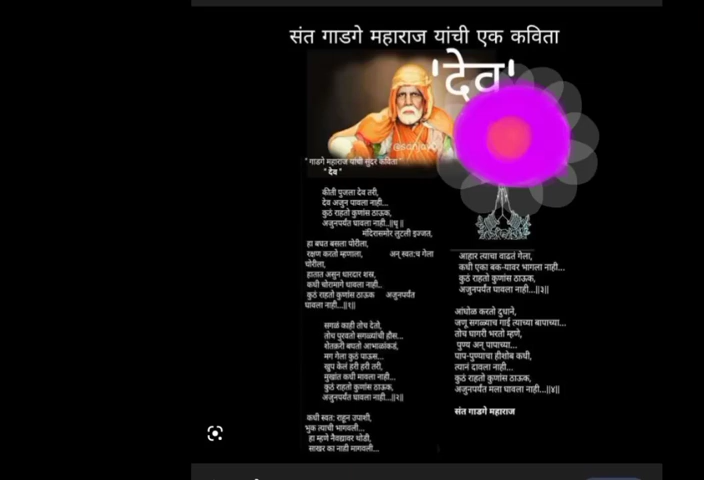 संत गाडगे महाराज यांची एक कविता
'देव'
" गाडगे महाराज यांची सुंदर कविता "
" देव "
कीती पुजला देव तरी,
देव अजुन पावला नाही...
कुठं राहतो कुणांस ठाऊक,
अजुनपर्यंत घावला नाही..॥धृ॥
मंदिरासमोर लुटली इज्जत,
हा बघत बसला पोरीला,
रक्षण करतो म्हणाला, अन् स्वत:च गेला
चोरीला,
हातात असुन धारदार शस्र,
कधी चोरामागे धावला नाही..
कुठं राहतो कुणांस ठाऊक अजुनपर्यंत
घावला नाही...॥१॥
सगळं काही तोच देतो,
तोच पुरवतो सगळ्यांची हौस...
शेतकरी बघतो आभाळांकडं,
मग गेला कुठं पाऊस...
खुप केलं हरी हरी तरी,
मुखांत कधी मावला नाही...
कुठं राहतो कुणांस ठाऊक,
अजुनपर्यंत घावला नाही...॥२॥
कधी स्वत: राहून उपाशी,
भुक त्याची भागवली...
हा म्हणे नैवद्यावर थोडी,
साखर का नाही मागवली...
आहार त्याचा वाढतं गेला,
कधी एका बक-यावर भागला नाही...
कुठं राहतो कुणांस ठाऊक,
अजुनपर्यंत घावला नाही...॥३॥
आंघोळ करतो दुधाने,
जणू सगळ्याच गाई त्याच्या बापाच्या...
तोच घागरी भरतो म्हणे,
पुण्य अन् पापाच्या...
पाप-पुण्याचा हीशोब कधी,
त्यानं दावला नाही...
कुठं राहतो कुणांस ठाऊक,
अजुनपर्यंत मला घावला नाही...॥४॥
संत गाडगे महाराज